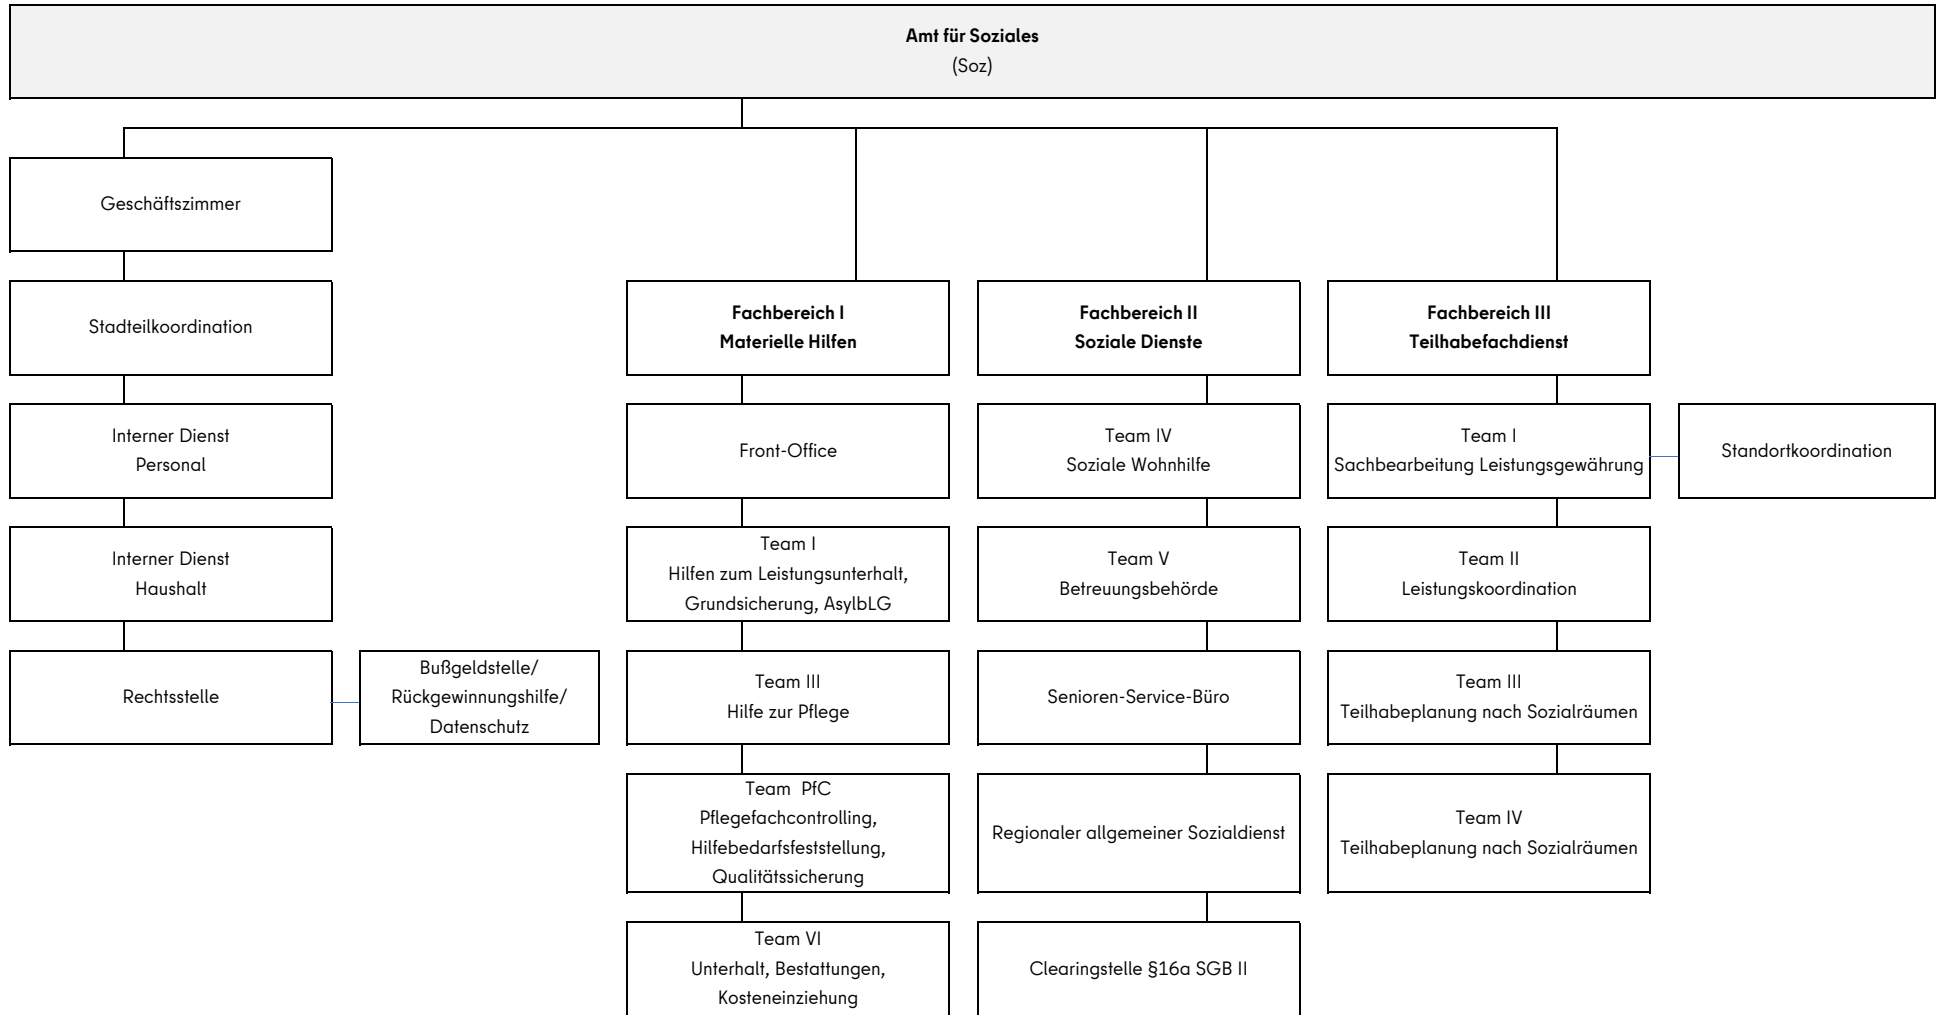 Amt für Soziales
(Soz)
Geschäftszimmer
Stadteilkoordination
Interner Dienst
Personal
Interner Dienst
Haushalt
Rechtsstelle
Bußgeldstelle/
Rückgewinnungshilfe/
Datenschutz
Fachbereich I
Materielle Hilfen
Front-Office
Team I
Hilfen zum Leistungsunterhalt,
Grundsicherung, AsylbLG
Team III
Hilfe zur Pflege
Team  PfC
Pflegefachcontrolling,
Hilfebedarfsfeststellung,
Qualitätssicherung
Team VI
Unterhalt, Bestattungen,
Kosteneinziehung
Fachbereich II
Soziale Dienste
Team IV
Soziale Wohnhilfe
Team V
Betreuungsbehörde
Senioren-Service-Büro
Regionaler allgemeiner Sozialdienst
Clearingstelle §16a SGB II
Fachbereich III
Teilhabefachdienst
Team I
Sachbearbeitung Leistungsgewährung
Standortkoordination
Team II
Leistungskoordination
Team III
Teilhabeplanung nach Sozialräumen
Team IV
Teilhabeplanung nach Sozialräumen